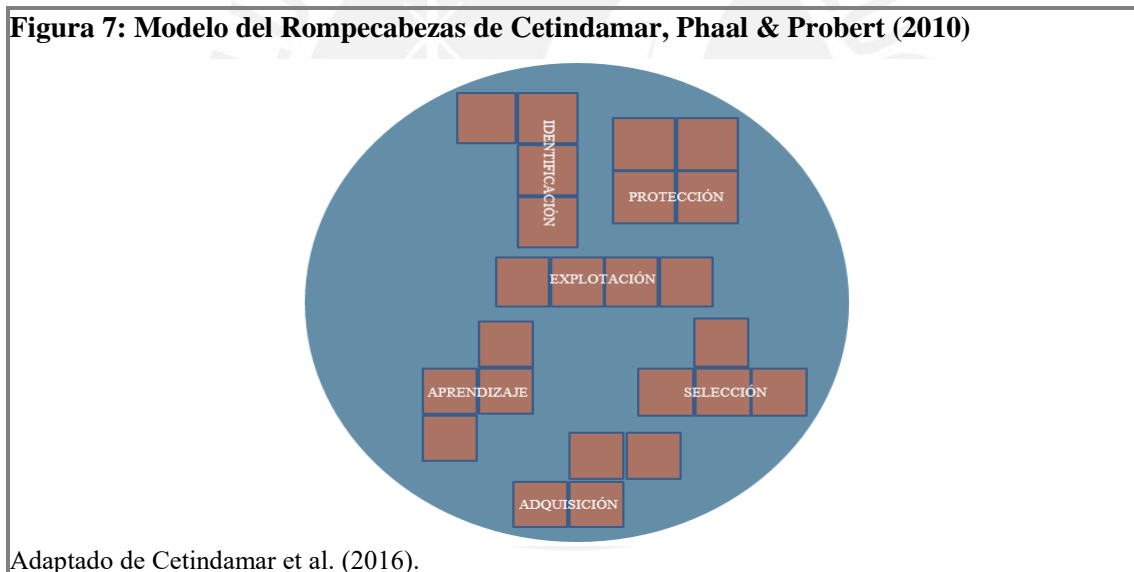 Figura 7: Modelo del Rompecabezas de Cetindamar, Phaal & Probert (2010)
IDENTIFICACIÓN
PROTECCIÓN
EXPLOTACIÓN
APRENDIZAJE
SELECCIÓN
ADQUISICIÓN
Adaptado de Cetindamar et al. (2016).